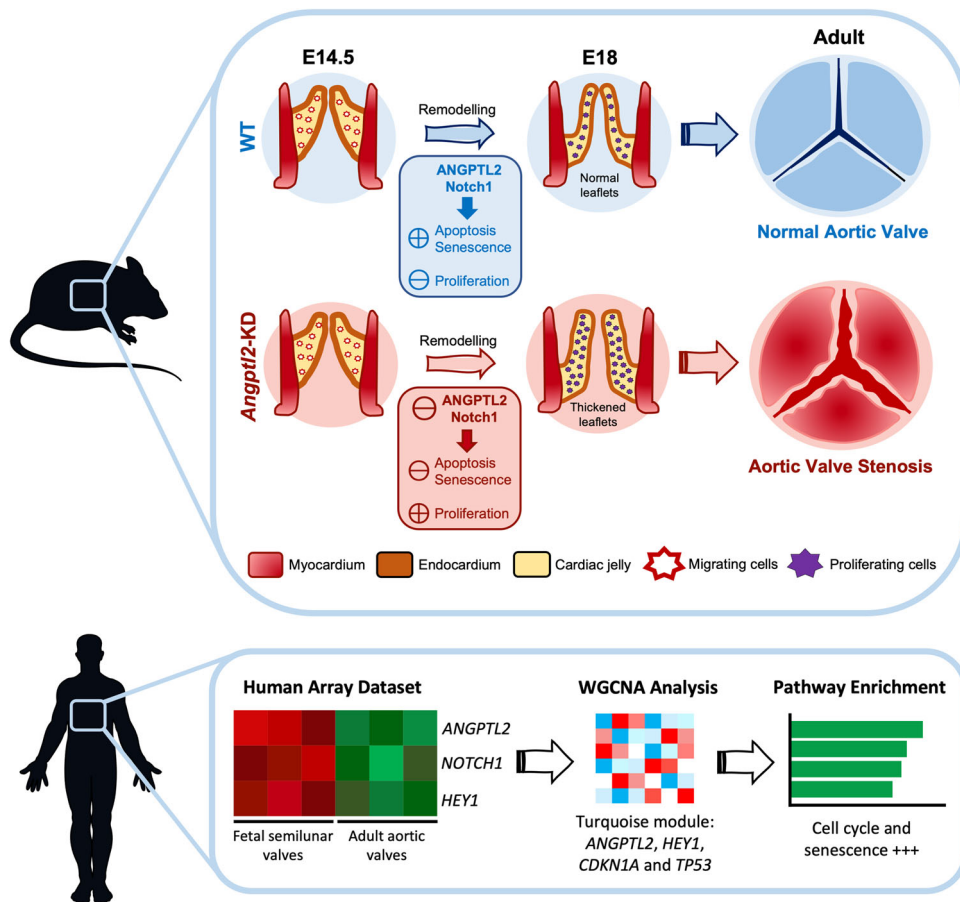 E14.5
E18
Adult
WT
Remodelling
ANGPTL2
Notch1
⊕ Apoptosis
Senescence
⊖ Proliferation
Normal
leaflets
Normal Aortic Valve
Angptl2-KD
Remodelling
⊖ ANGPTL2
Notch1
⊖ Apoptosis
Senescence
⊕ Proliferation
Thickened
leaflets
Aortic Valve Stenosis
Myocardium
Endocardium
Cardiac jelly
Migrating cells
Proliferating cells
Human Array Dataset
ANGPTL2
NOTCH1
HEY1
Fetal semilunar
valves
Adult aortic
valves
WGCNA Analysis
Turquoise module:
ANGPTL2, HEY1,
CDKN1A and TP53
Pathway Enrichment
Cell cycle and
senescence +++